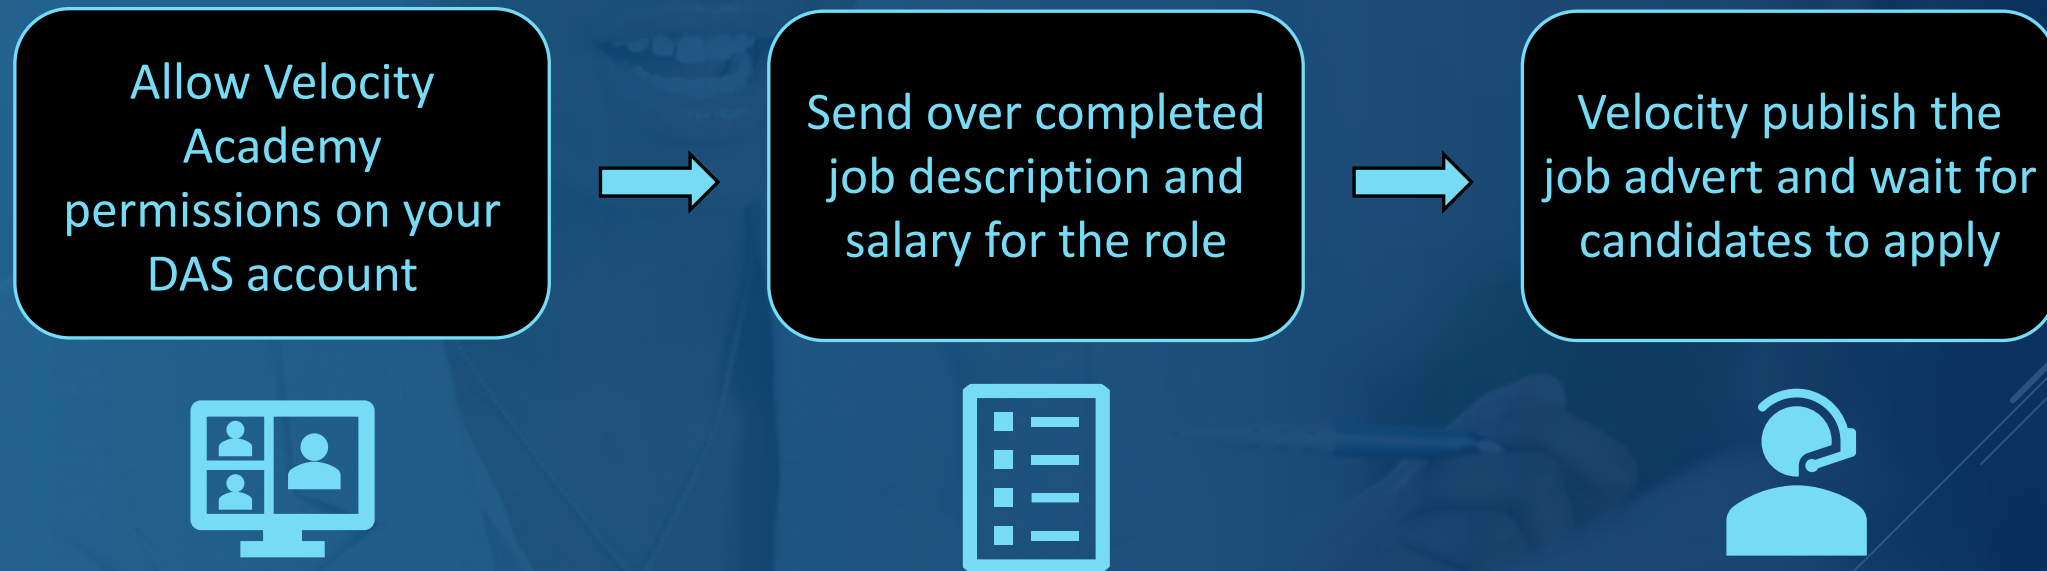 Allow Velocity
Academy
permissions on your
DAS account
Send over completed
job description and
salary for the role
Velocity publish the
job advert and wait for
candidates to apply